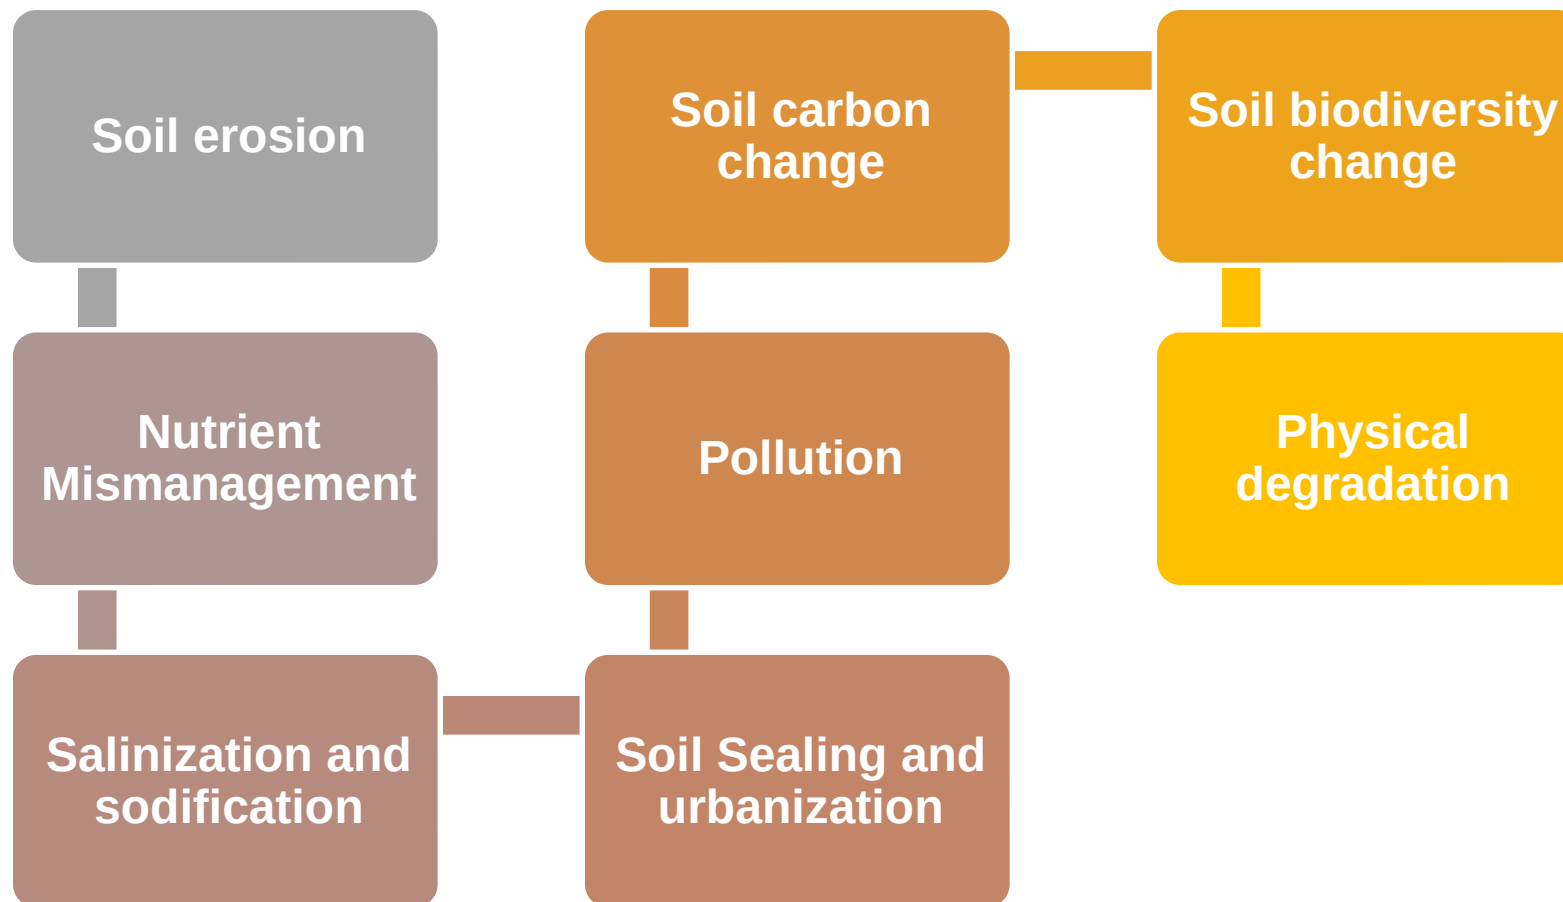 Soil erosion
Nutrient
Mismanagement
Salinization and
sodification
Soil Sealing and
urbanization
Pollution
Soil carbon
change
Soil biodiversity
change
Physical
degradation